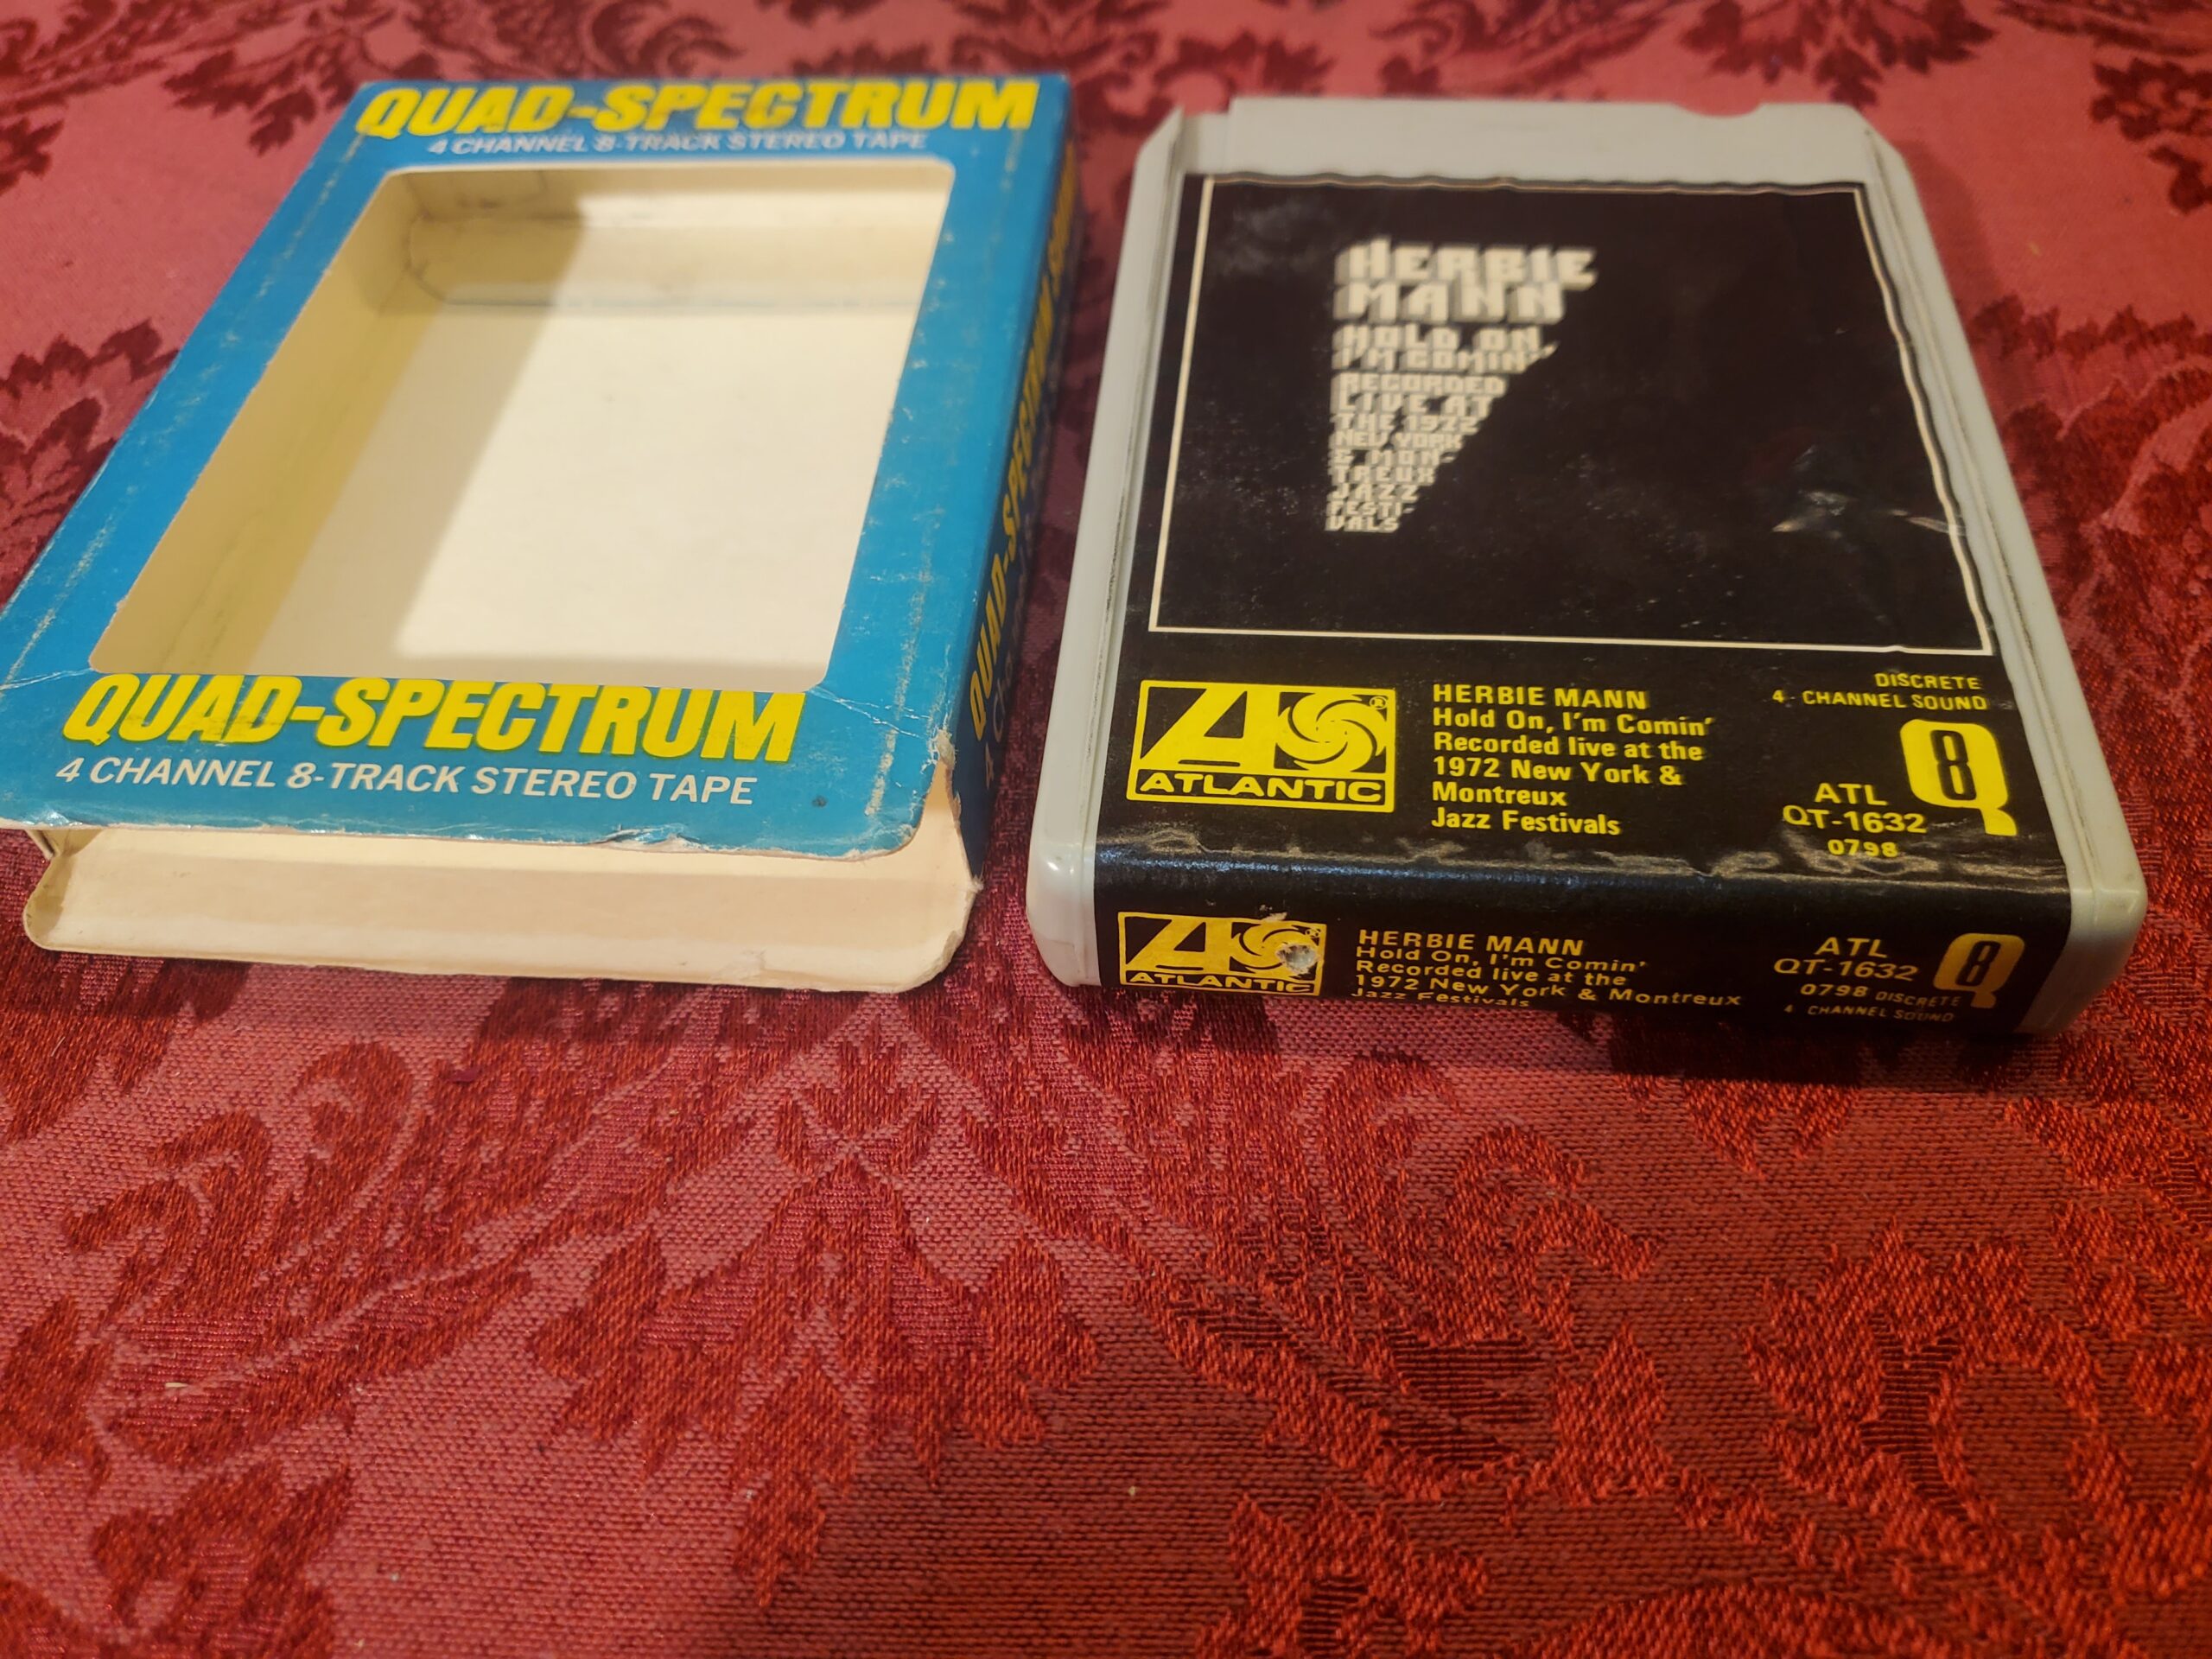 QUAD-SPECTRUM
4 CHANNEL 8-TRACK STEREO TAPE
QUAD-SPECTRUM
4 CHANNEL 8-TRACK STEREO TAPE
QUAD-SPECTRUM
HERBIE
MANN
HOLD ON,
I'M COMIN'
RECORDED
LIVE AT
THE 1972
NEW YORK
& MON-
TREUX
JAZZ
FESTI-
VALS
ATLANTIC
®
HERBIE MANN
Hold On, I'm Comin'
Recorded live at the
1972 New York &
Montreux
Jazz Festivals
DISCRETE
4 - CHANNEL SOUND
Q8
ATL
QT-1632
0798
ATLANTIC
HERBIE MANN
Hold On, I'm Comin'
Recorded live at the
1972 New York & Montreux
Jazz Festivals
ATL
QT-1632
0798 DISCRETE
4 CHANNEL SOUND
Q8